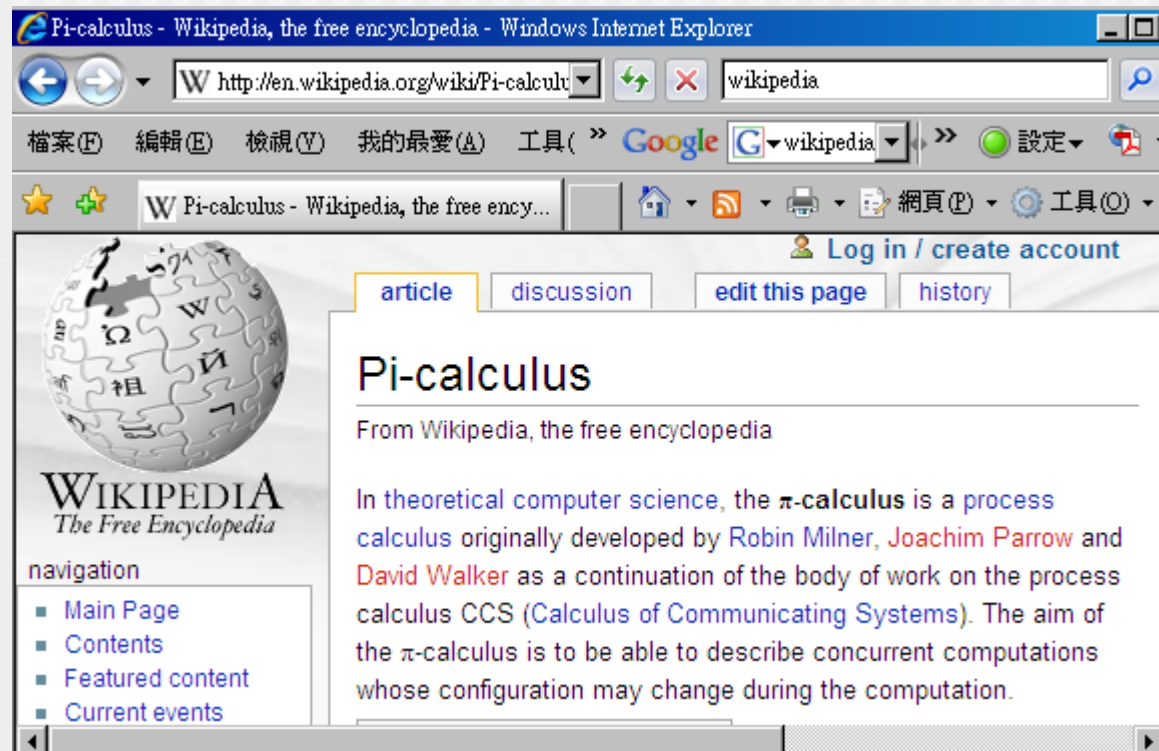 Pi-calculus - Wikipedia, the free encyclopedia - Windows Internet Explorer
W http://en.wikipedia.org/wiki/Pi-calculu wikipedia
檔案(F) 編輯(E) 檢視(V) 我的最愛(A) 工具( » Google G wikipedia » 設定
W Pi-calculus - Wikipedia, the free ency... 網頁(P) 工具(O)
Log in / create account
article discussion edit this page history
Ω W И 祖
WIKIPEDIA
The Free Encyclopedia
navigation
Main Page
Contents
Featured content
Current events
Pi-calculus
From Wikipedia, the free encyclopedia
In theoretical computer science, the π-calculus is a process
calculus originally developed by Robin Milner, Joachim Parrow and
David Walker as a continuation of the body of work on the process
calculus CCS (Calculus of Communicating Systems). The aim of
the π-calculus is to be able to describe concurrent computations
whose configuration may change during the computation.